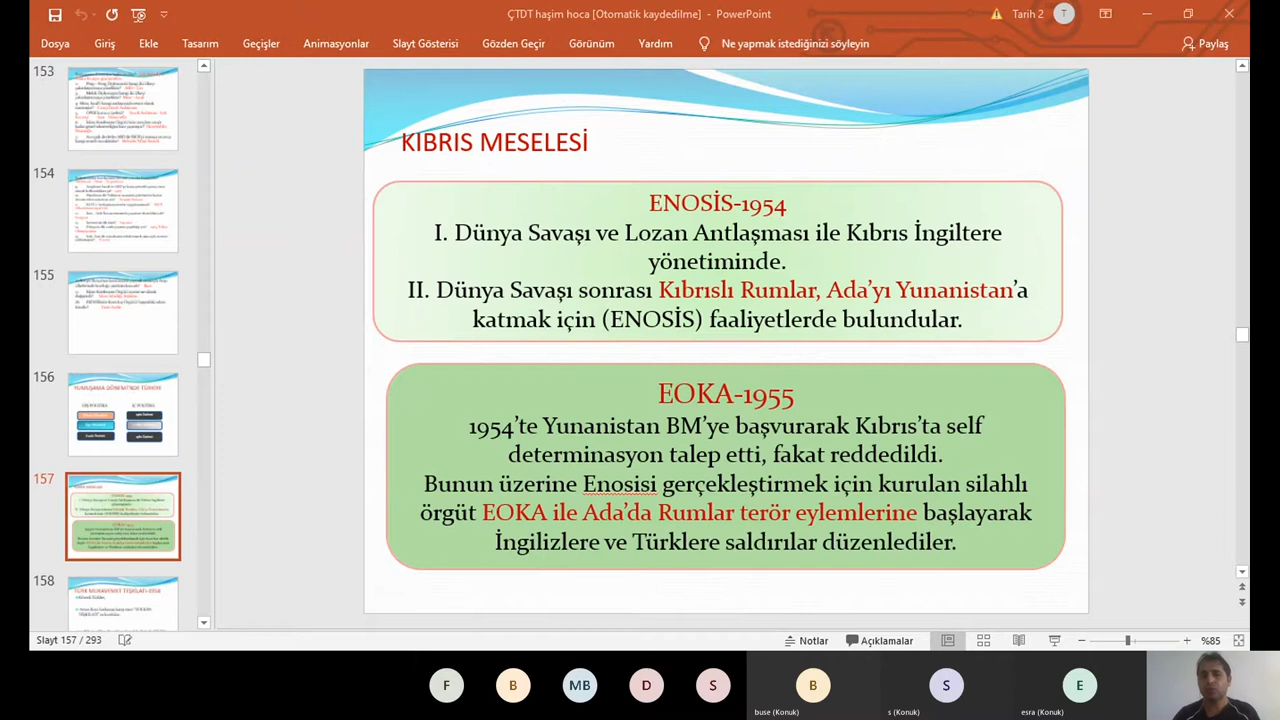 ÇTDT haşim hoca [Otomatik kaydedilme] - PowerPoint
Tarih 2
T
Dosya
Giriş
Ekle
Tasarım
Geçişler
Animasyonlar
Slayt Gösterisi
Gözden Geçir
Görünüm
Yardım
Ne yapmak istediğinizi söyleyin
Paylaş
153
154
155
156
157
158
KIBRIS MESELESİ
ENOSİS-1954
I. Dünya Savaşı ve Lozan Antlaşması ile Kıbrıs İngiltere
yönetiminde.
II. Dünya Savaşı sonrası Kıbrıslı Rumlar Ada’yı Yunanistan’a
katmak için (ENOSİS) faaliyetlerde bulundular.
EOKA-1955
1954’te Yunanistan BM’ye başvurarak Kıbrıs’ta self
determinasyon talep etti, fakat reddedildi.
Bunun üzerine Enosisi gerçekleştirmek için kurulan silahlı
örgüt EOKA ile Ada’da Rumlar terör eylemlerine başlayarak
İngilizlere ve Türklere saldırılar düzenlediler.
Slayt 157 / 293
Notlar
Açıklamalar
%85
F
B
MB
D
S
B
S
E
buse (Konuk)
s (Konuk)
esra (Konuk)